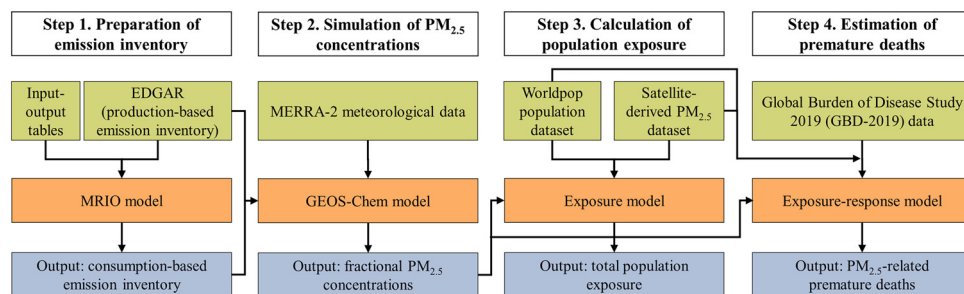 Step 1. Preparation of
emission inventory
Step 2. Simulation of PM2.5
concentrations
Step 3. Calculation of
population exposure
Step 4. Estimation of
premature deaths
Input-
output
tables
EDGAR
(production-based
emission inventory)
MERRA-2 meteorological data
Worldpop
population
dataset
Satellite-
derived PM2.5
dataset
Global Burden of Disease Study
2019 (GBD-2019) data
MRIO model
GEOS-Chem model
Exposure model
Exposure-response model
Output: consumption-based
emission inventory
Output: fractional PM2.5
concentrations
Output: total population
exposure
Output: PM2.5-related
premature deaths